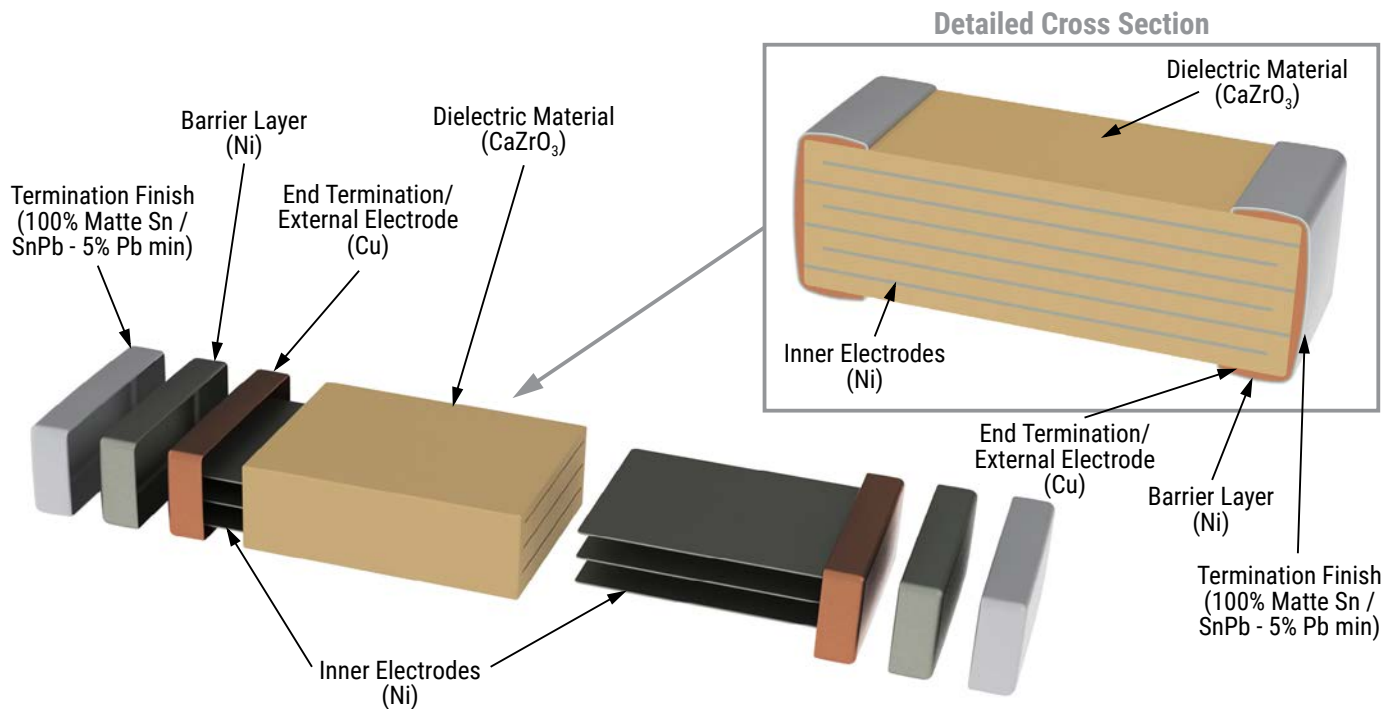 Detailed Cross Section
Dielectric Material
(CaZrO₃)
Inner Electrodes
(Ni)
End Termination/
External Electrode
(Cu)
Barrier Layer
(Ni)
Termination Finish
(100% Matte Sn /
SnPb - 5% Pb min)
Barrier Layer
(Ni)
Dielectric Material
(CaZrO₃)
Termination Finish
(100% Matte Sn /
SnPb - 5% Pb min)
End Termination/
External Electrode
(Cu)
Inner Electrodes
(Ni)